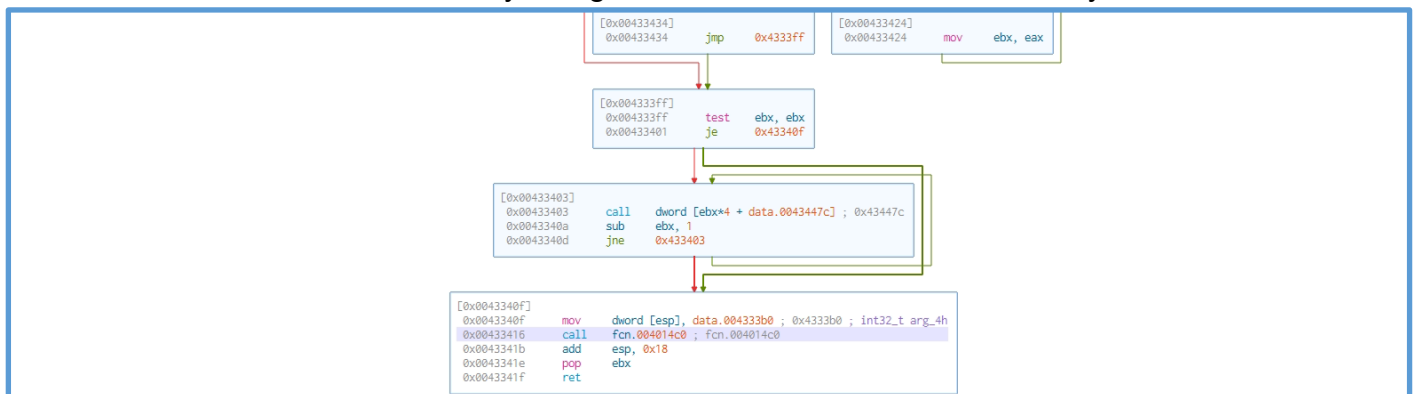 [0x00433434]
0x00433434 jmp 0x4333ff
[0x00433424]
0x00433424 mov ebx, eax
[0x004333ff]
0x004333ff test ebx, ebx
0x00433401 je 0x43340f
[0x00433403]
0x00433403 call dword [ebx*4 + data.0043447c] ; 0x43447c
0x0043340a sub ebx, 1
0x0043340d jne 0x433403
[0x0043340f]
0x0043340f mov dword [esp], data.004333b0 ; 0x4333b0 ; int32_t arg_4h
0x00433416 call fcn.004014c0 ; fcn.004014c0
0x0043341b add esp, 0x18
0x0043341e pop ebx
0x0043341f ret